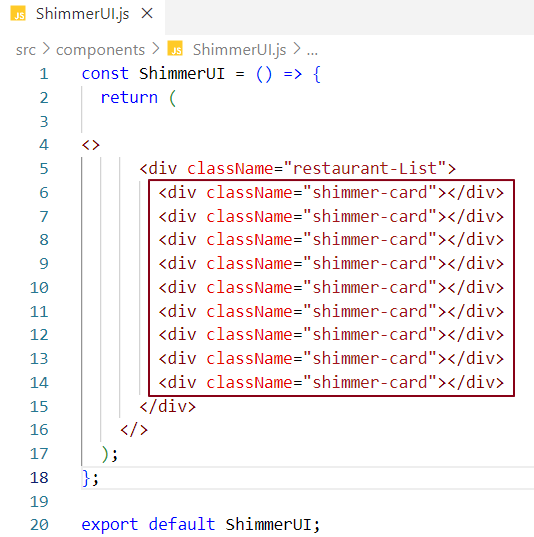 JS ShimmerUI.js ×
src > components > JS ShimmerUI.js > ...
1 const ShimmerUI = () => {
2   return (
3
4 <>
5       <div className="restaurant-List">
6         <div className="shimmer-card"></div>
7         <div className="shimmer-card"></div>
8         <div className="shimmer-card"></div>
9         <div className="shimmer-card"></div>
10         <div className="shimmer-card"></div>
11         <div className="shimmer-card"></div>
12         <div className="shimmer-card"></div>
13         <div className="shimmer-card"></div>
14         <div className="shimmer-card"></div>
15       </div>
16     </>
17   );
18 };
19
20 export default ShimmerUI;